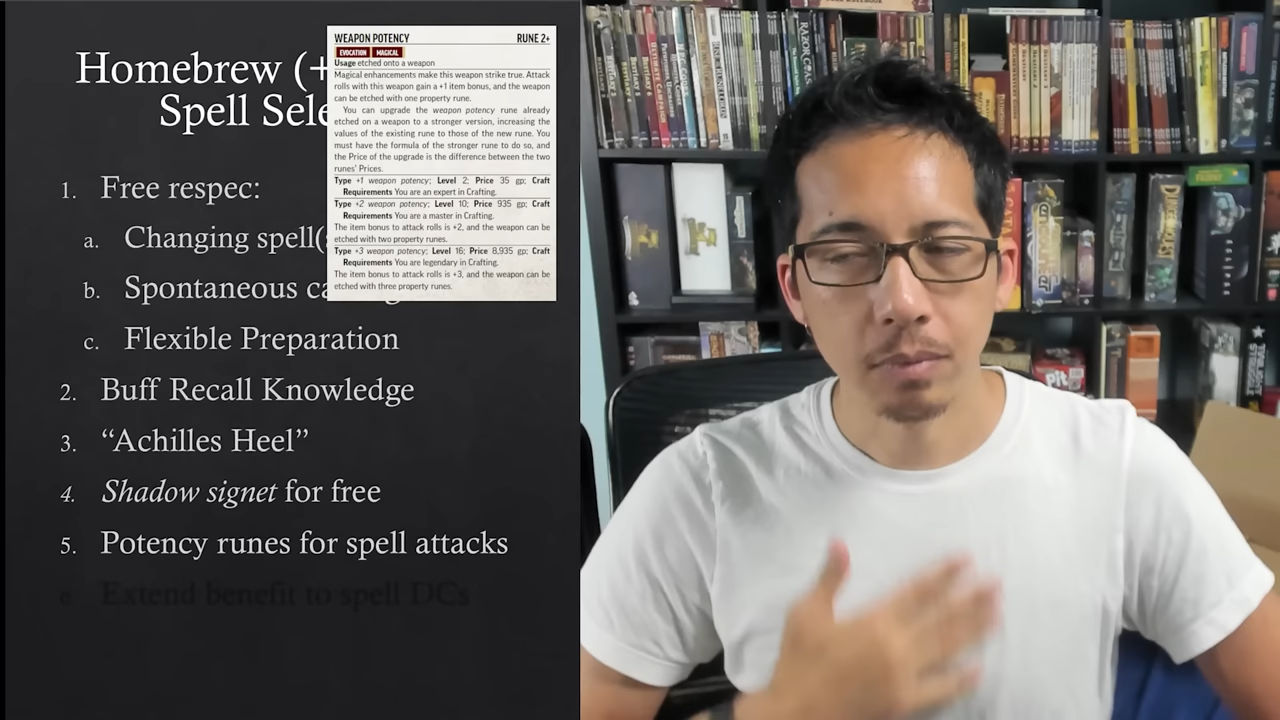 Homebrew (+
Spell Sele
1. Free respec:
a. Changing spell(
b. Spontaneous ca
c. Flexible Preparation
2. Buff Recall Knowledge
3. “Achilles Heel”
4. Shadow signet for free
5. Potency runes for spell attacks
6. Extend benefit to spell DCs
WEAPON POTENCY RUNE 2+
EVOCATION MAGICAL
Usage etched onto a weapon
Magical enhancements make this weapon strike true. Attack
rolls with this weapon gain a +1 item bonus, and the weapon
can be etched with one property rune.
You can upgrade the weapon potency rune already
etched on a weapon to a stronger version, increasing the
values of the existing rune to those of the new rune. You
must have the formula of the stronger rune to do so, and
the Price of the upgrade is the difference between the two
runes' Prices.
Type +1 weapon potency; Level 2; Price 35 gp; Craft
Requirements You are an expert in Crafting.
Type +2 weapon potency; Level 10; Price 935 gp; Craft
Requirements You are a master in Crafting.
The item bonus to attack rolls is +2, and the weapon can be
etched with two property runes.
Type +3 weapon potency; Level 16; Price 8,935 gp; Craft
Requirements You are legendary in Crafting.
The item bonus to attack rolls is +3, and the weapon can be
etched with three property runes.
Pit